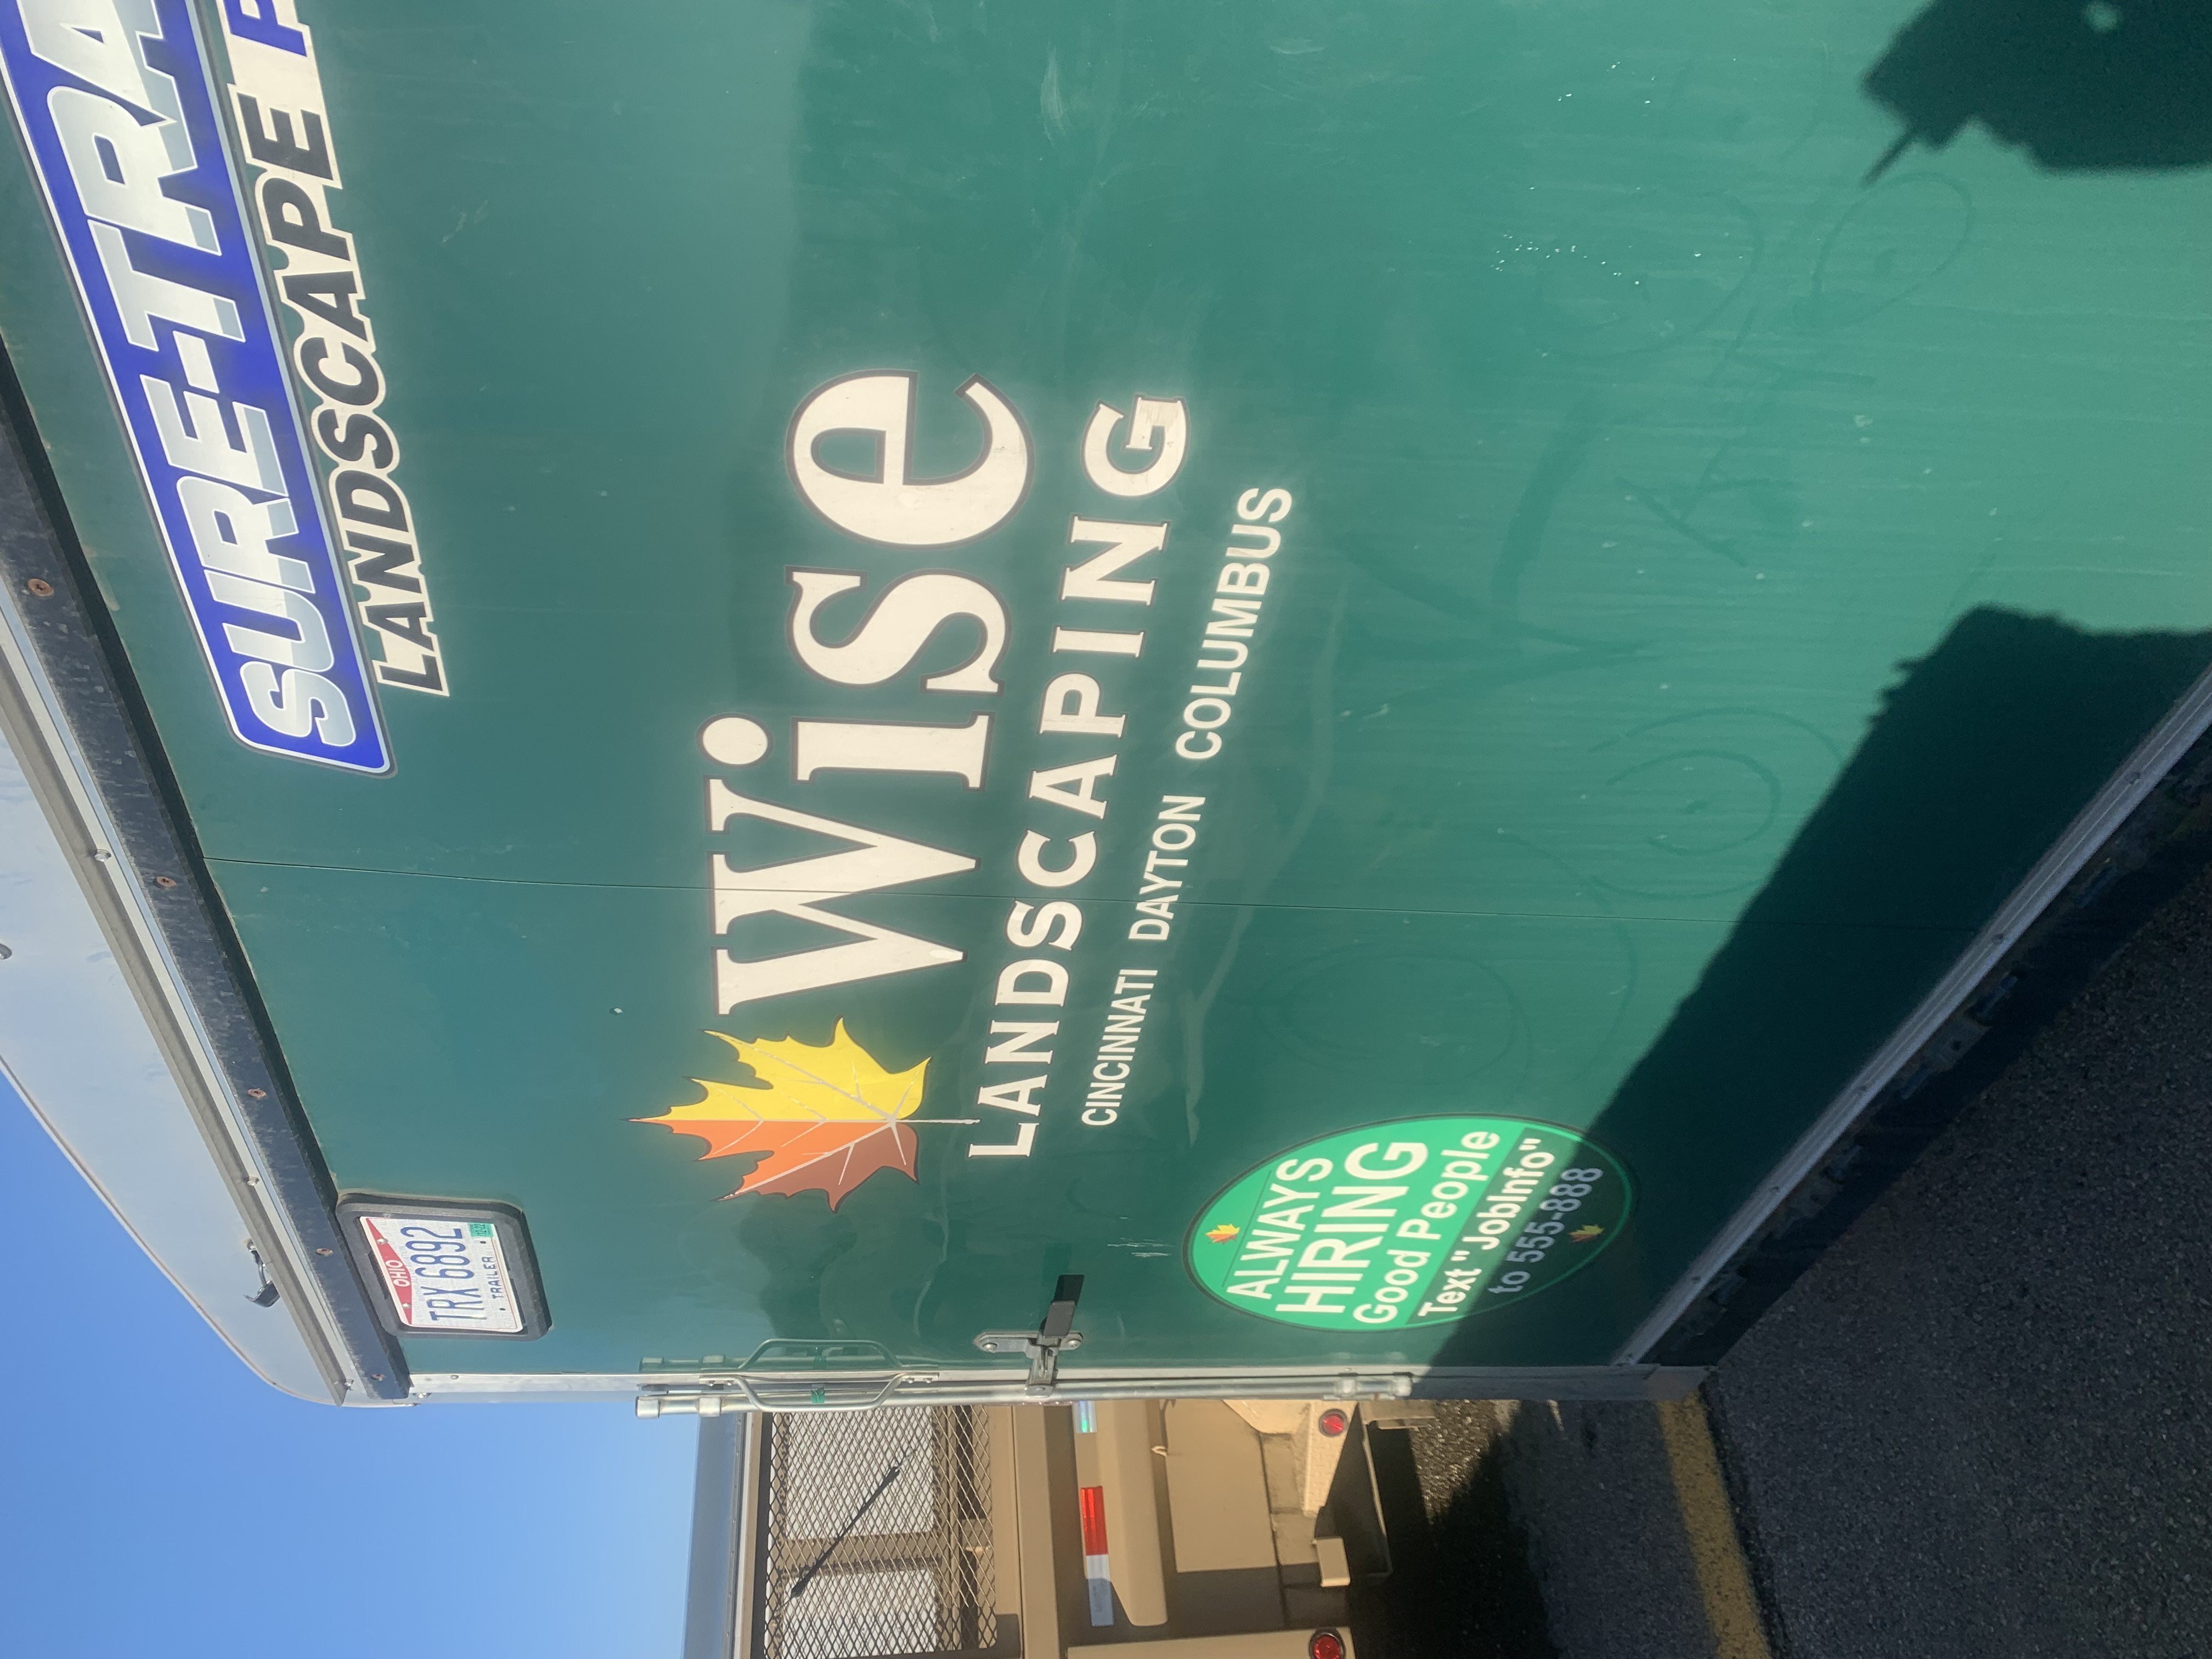 SURE-TRA
LANDSCAPE P
Wise
LANDSCAPING
CINCINNATI DAYTON COLUMBUS
OHIO
TRX 6892
TRAILER
ALWAYS
HIRING
Good People
Text "JobInfo"
to 555-888